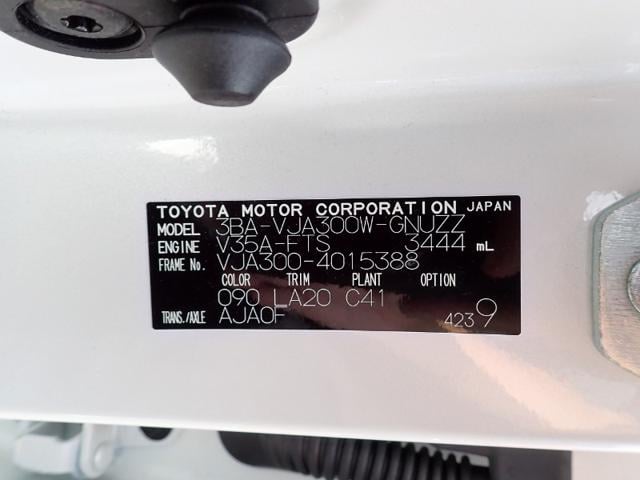 TOYOTA MOTOR CORPORATION JAPAN
MODEL 3BA-VJA300W-GNUZZ
ENGINE V35A-FTS 3444 mL
FRAME No. VJA300-4015388
COLOR TRIM PLANT OPTION
090 LA20 C41
TRANS./AXLE AJA0F 4239